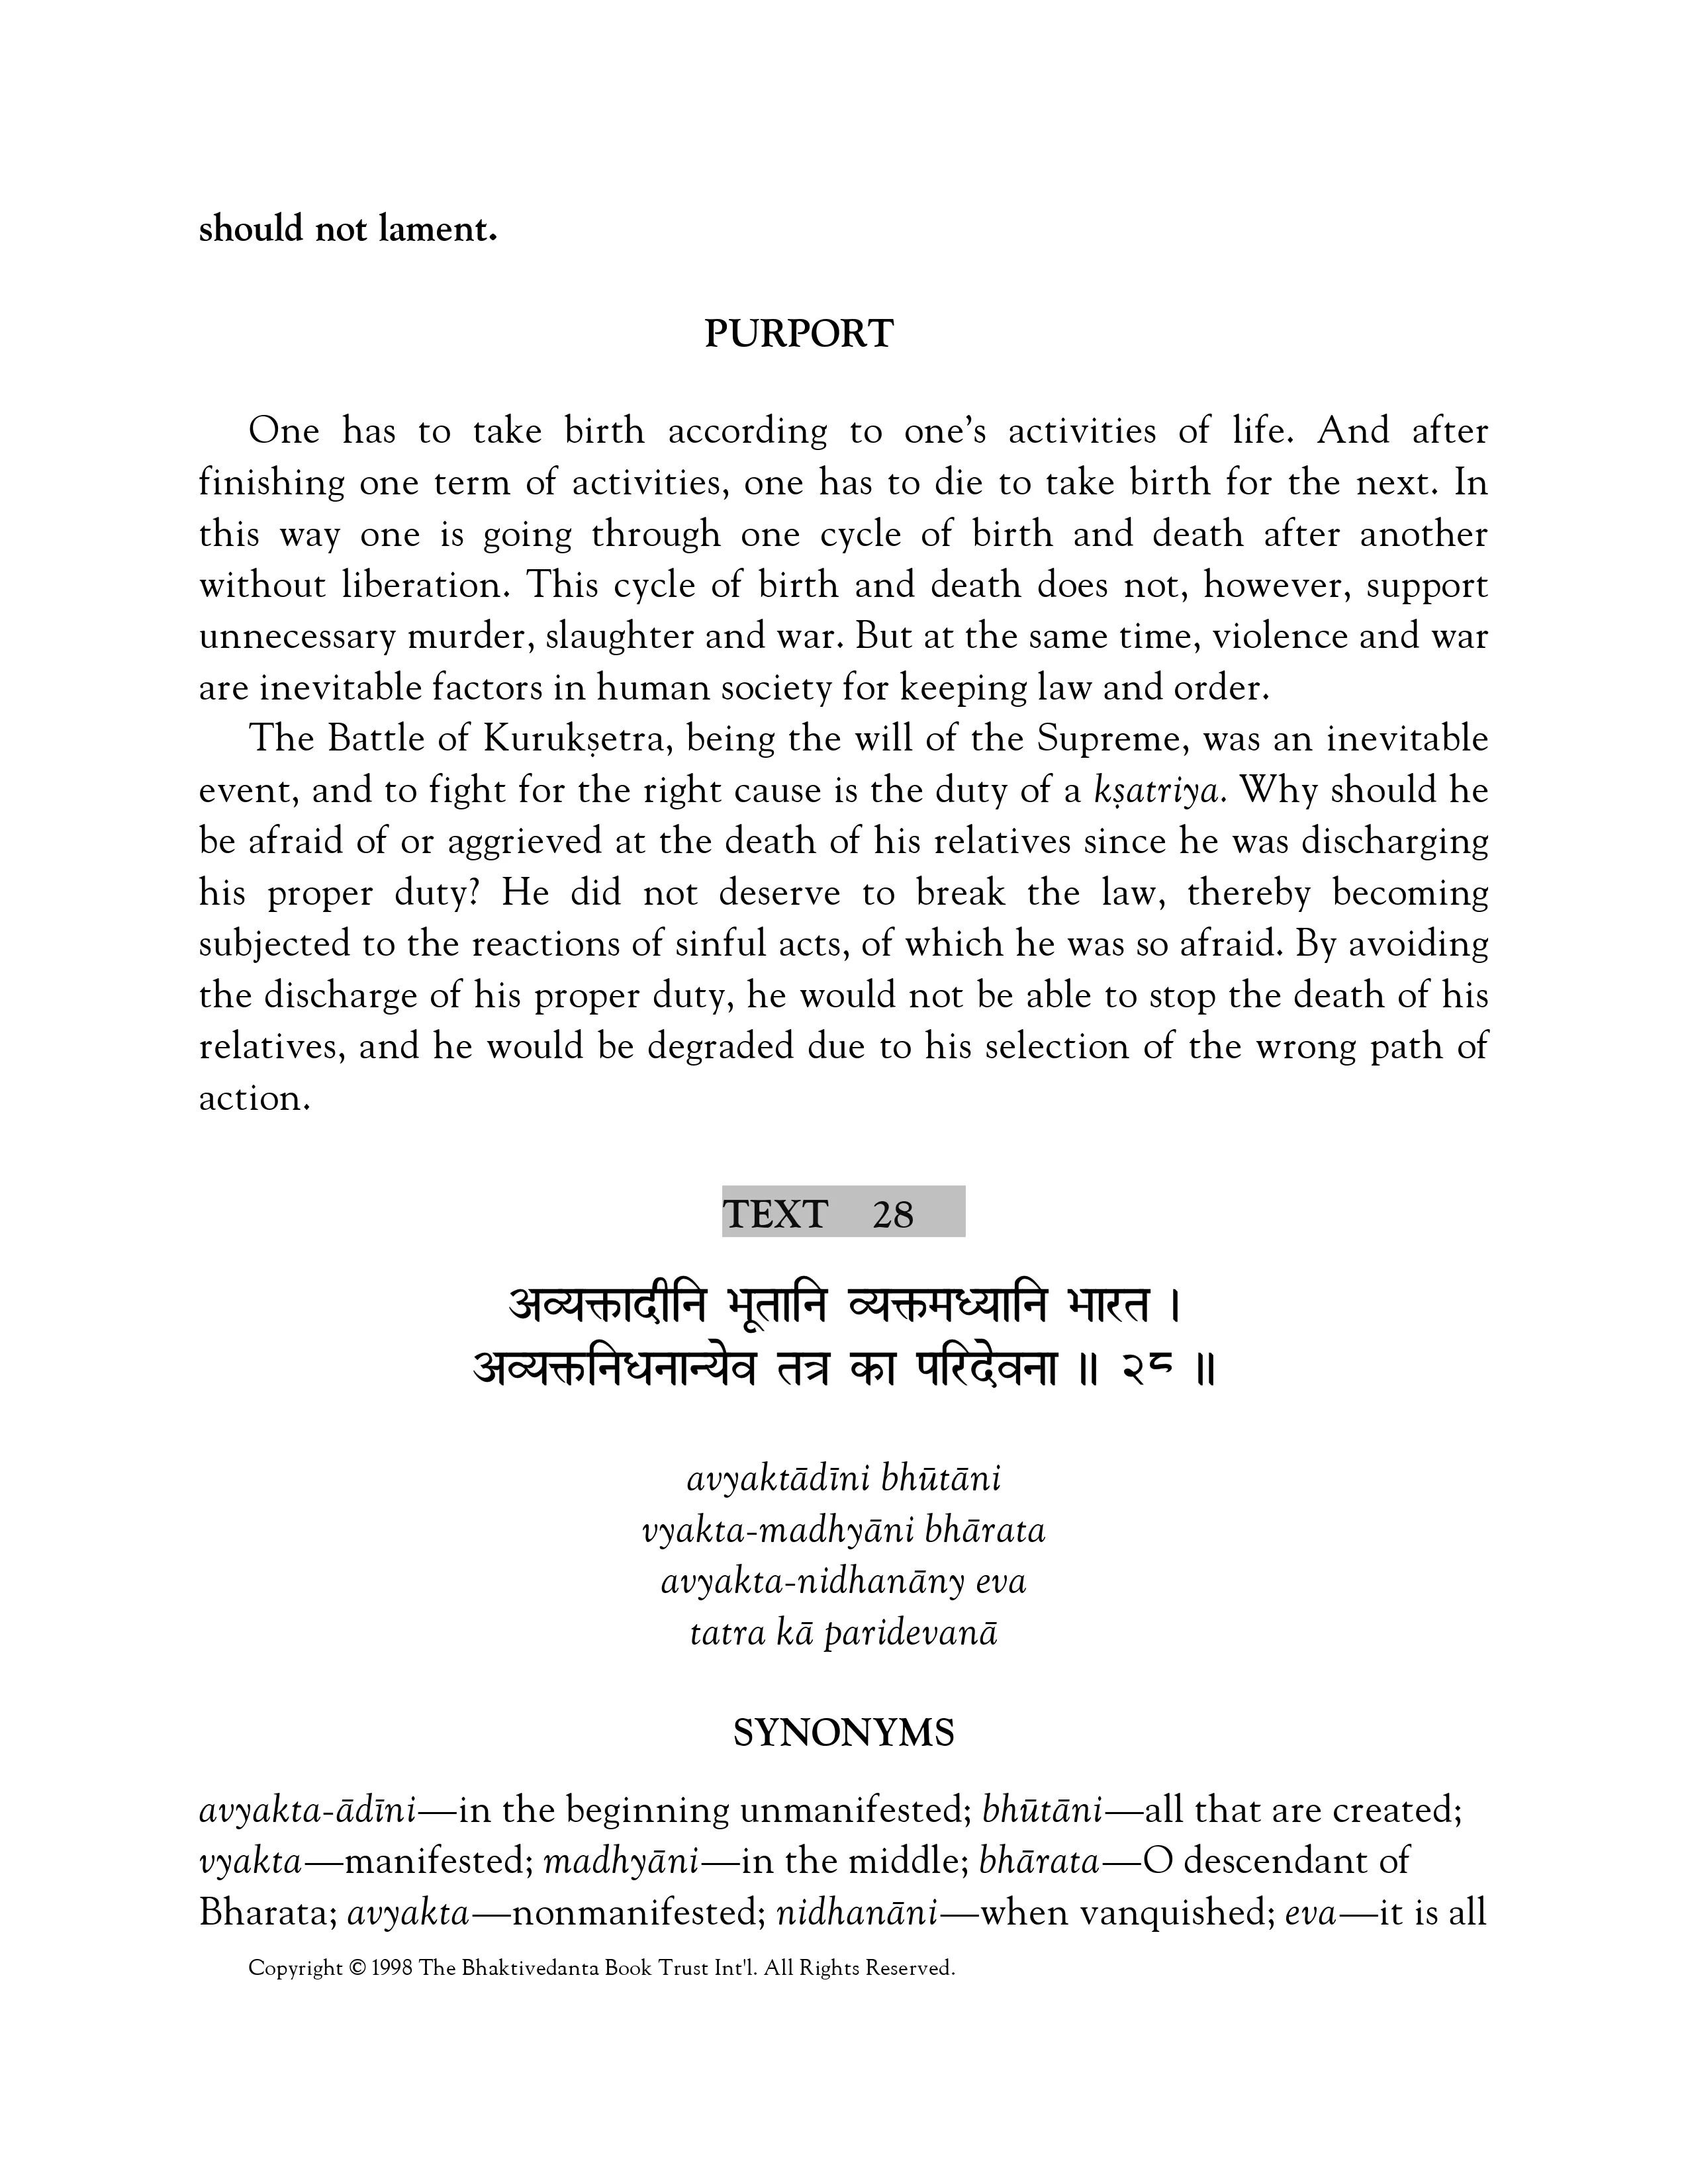 should not lament.
PURPORT
One has to take birth according to one’s activities of life. And after
finishing one term of activities, one has to die to take birth for the next. In
this way one is going through one cycle of birth and death after another
without liberation. This cycle of birth and death does not, however, support
unnecessary murder, slaughter and war. But at the same time, violence and war
are inevitable factors in human society for keeping law and order.
The Battle of Kurukṣetra, being the will of the Supreme, was an inevitable
event, and to fight for the right cause is the duty of a kṣatriya. Why should he
be afraid of or aggrieved at the death of his relatives since he was discharging
his proper duty? He did not deserve to break the law, thereby becoming
subjected to the reactions of sinful acts, of which he was so afraid. By avoiding
the discharge of his proper duty, he would not be able to stop the death of his
relatives, and he would be degraded due to his selection of the wrong path of
action.
TEXT 28
अव्यक्तादीनि भूतानि व्यक्तमध्यानि भारत ।
अव्यक्तनिधनान्येव तत्र का परिदेवना ॥ २८ ॥
avyaktādīni bhūtāni
vyakta-madhyāni bhārata
avyakta-nidhanāny eva
tatra kā paridevanā
SYNONYMS
avyakta-ādīni—in the beginning unmanifested; bhūtāni—all that are created;
vyakta—manifested; madhyāni—in the middle; bhārata—O descendant of
Bharata; avyakta—nonmanifested; nidhanāni—when vanquished; eva—it is all
Copyright © 1998 The Bhaktivedanta Book Trust Int'l. All Rights Reserved.